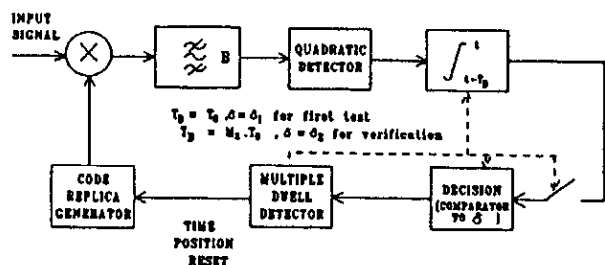 INPUT
SIGNAL
B
QUADRATIC
DETECTOR
∫ t
t-T_D
T_D = T_0 , δ = δ_1 for first test
T_D = M_2 . T_0 , δ = δ_2 for verification
CODE
REPLICA
GENERATOR
TIME
POSITION
RESET
MULTIPLE
DWELL
DETECTOR
DECISION
(COMPARATOR
TO δ )